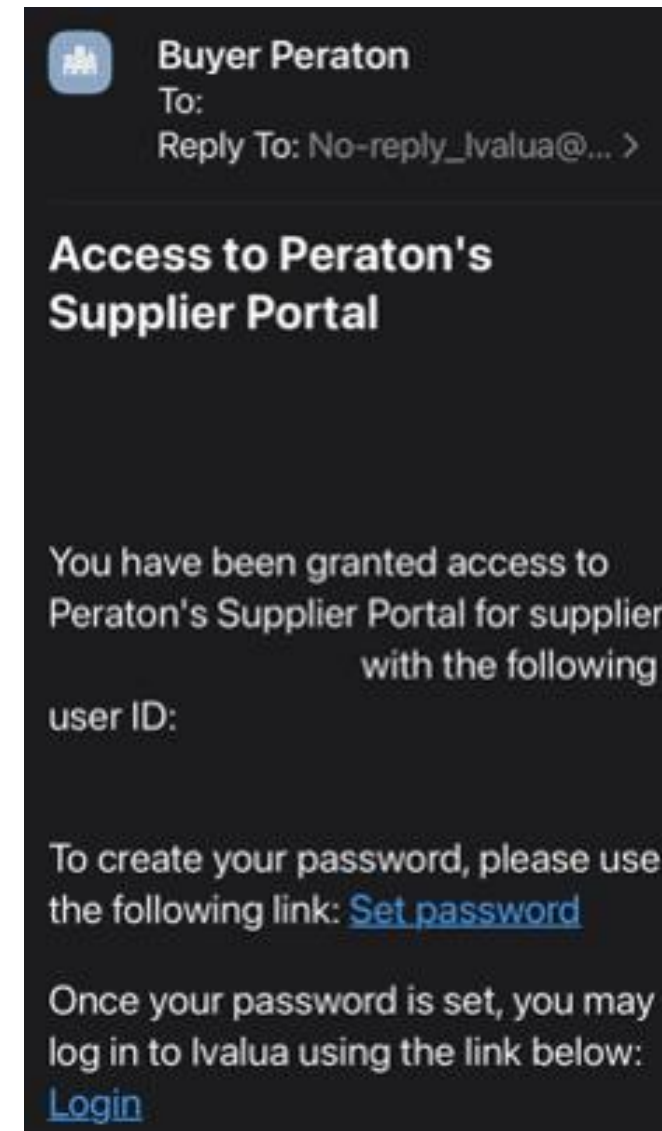 Buyer Peraton
To:
Reply To: No-reply_Ivalua@... >
Access to Peraton's
Supplier Portal
You have been granted access to
Peraton's Supplier Portal for supplier
with the following
user ID:
To create your password, please use
the following link: Set password
Once your password is set, you may
log in to Ivalua using the link below:
Login